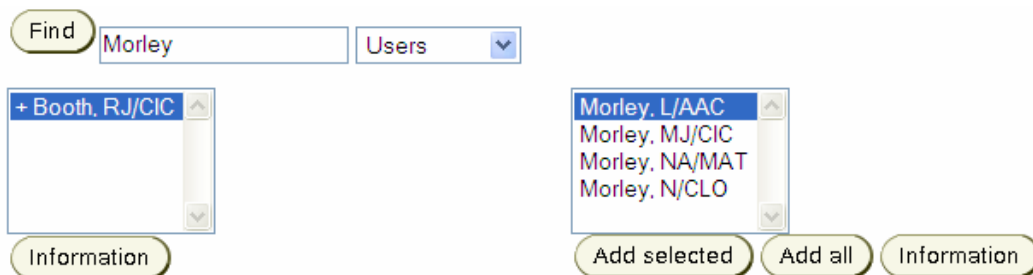 Find Morley Users
+ Booth, RJ/CIC
Morley, L/AAC
Morley, MJ/CIC
Morley, NA/MAT
Morley, N/CLO
Information
Add selected Add all Information